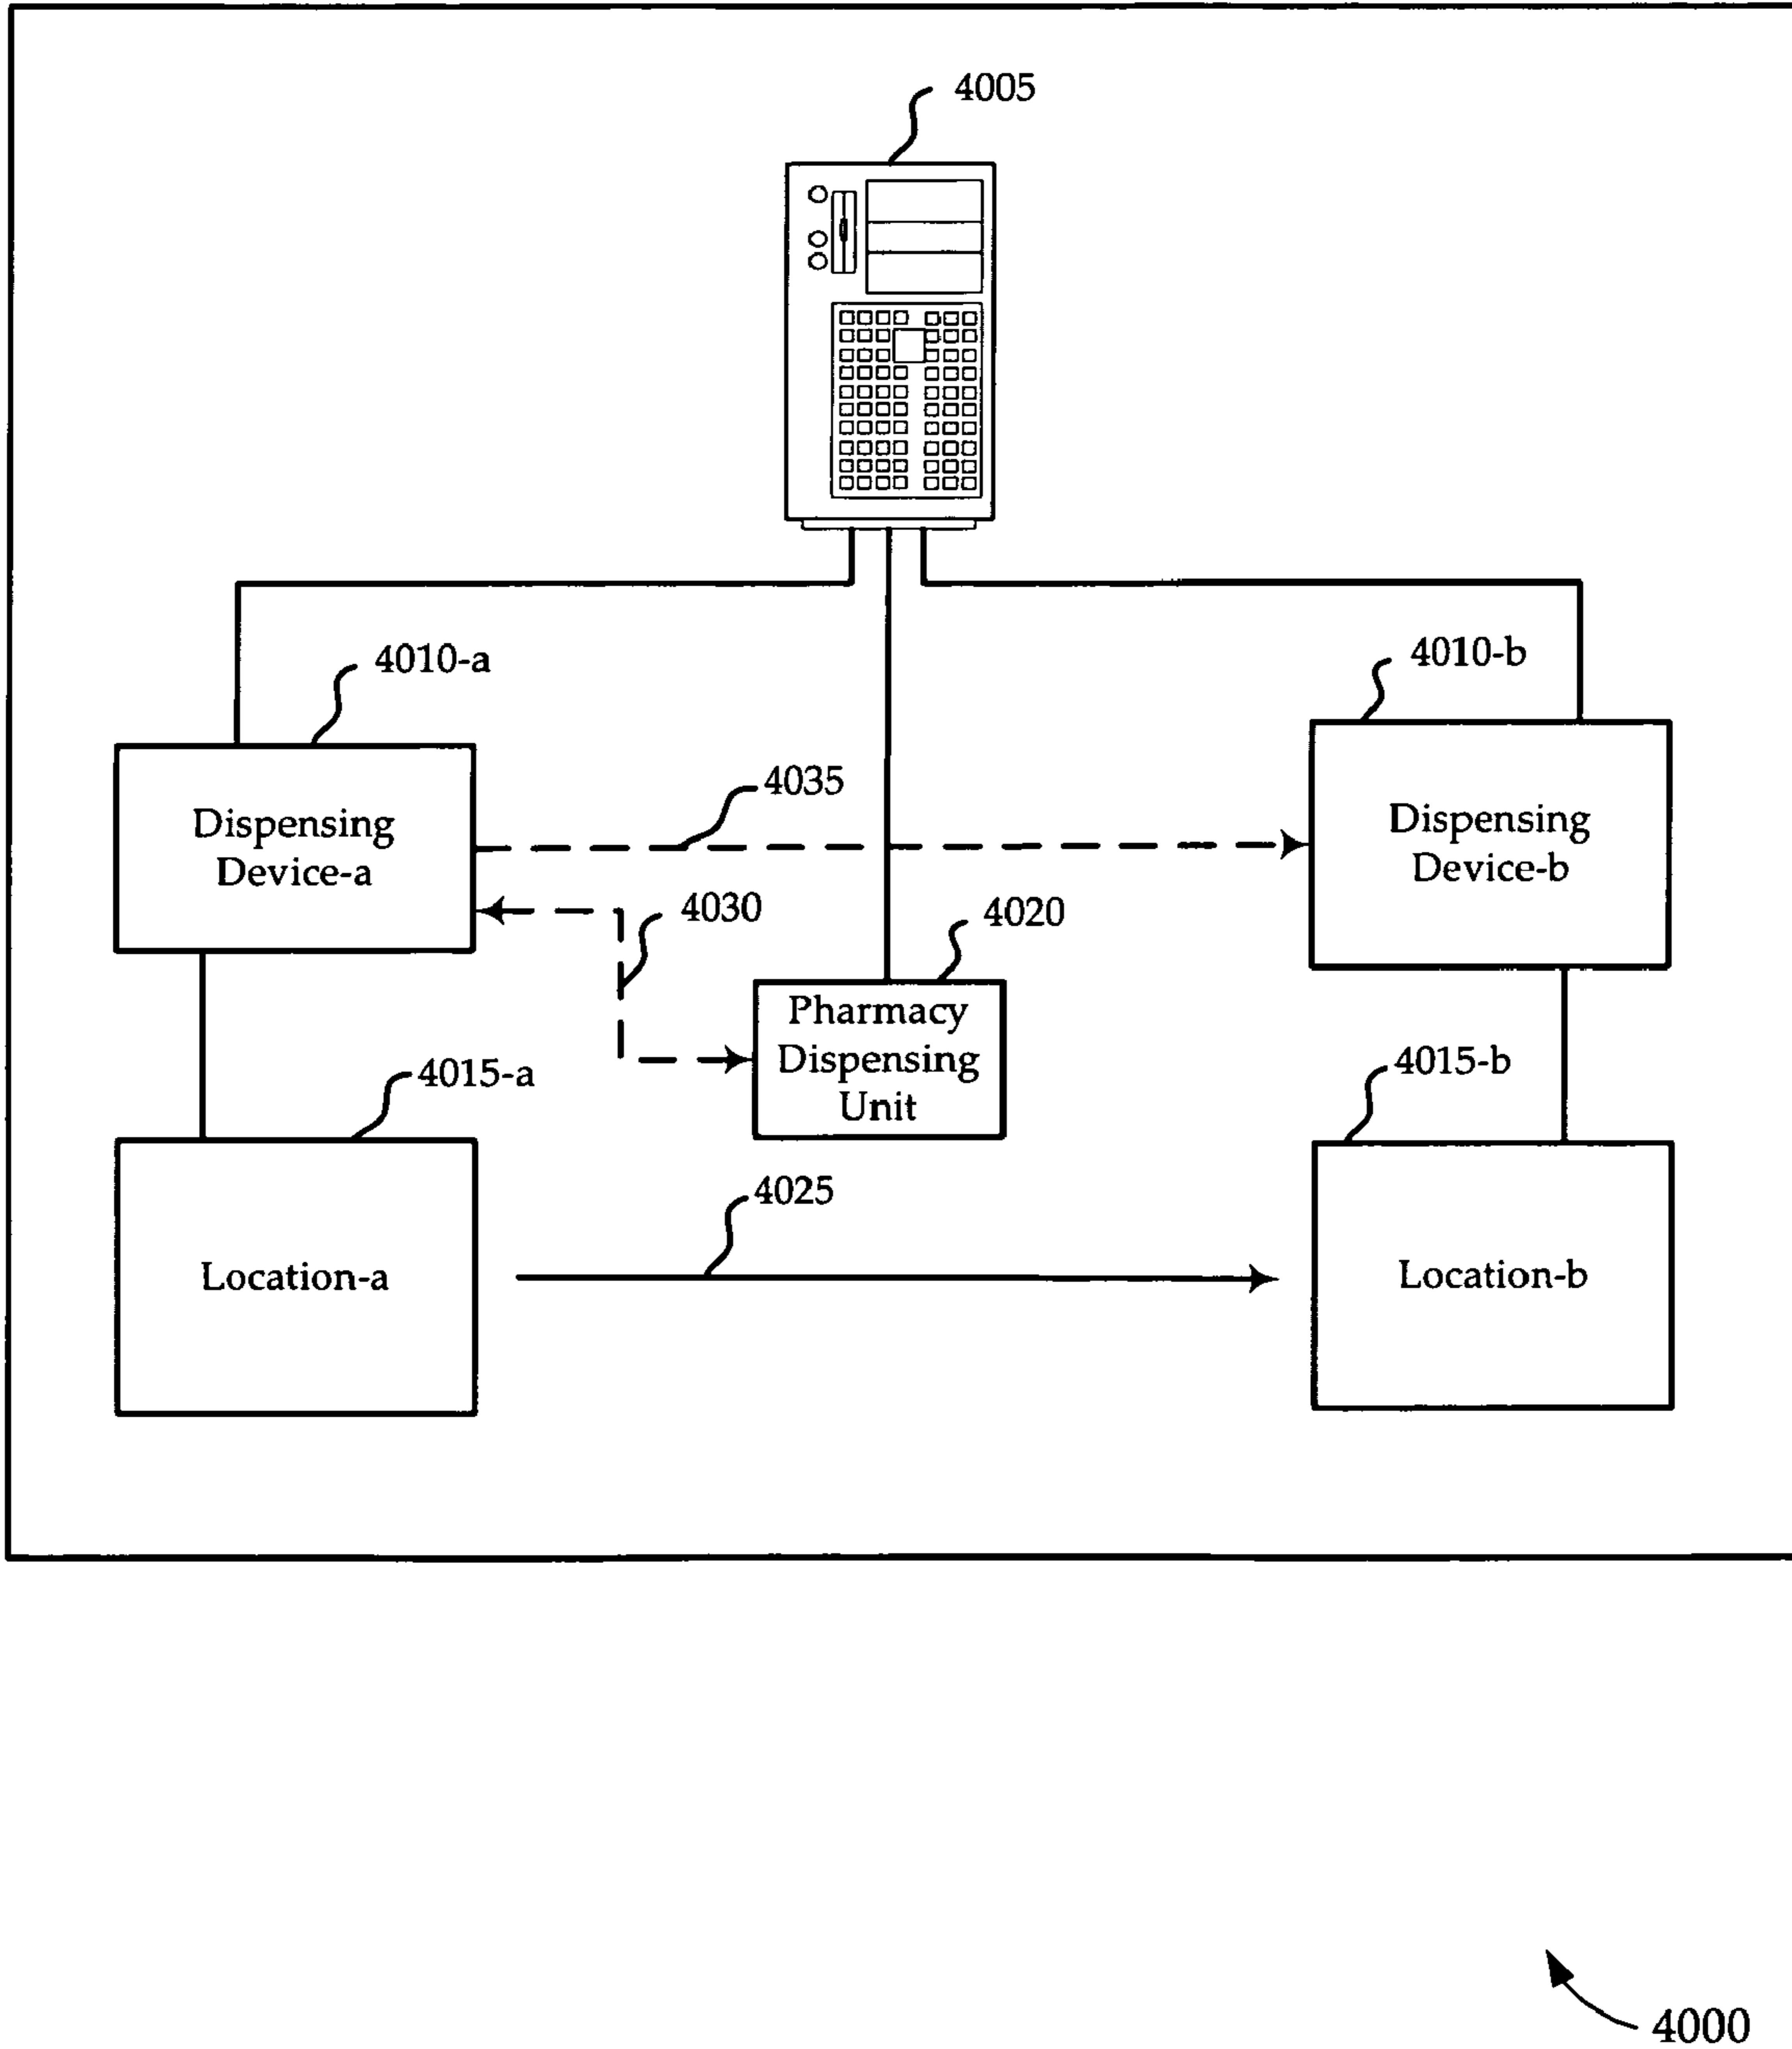 4005
4010-a
4010-b
Dispensing
Device-a
4035
Dispensing
Device-b
4030
4020
Pharmacy
Dispensing
Unit
4015-a
4015-b
4025
Location-a
Location-b
4000